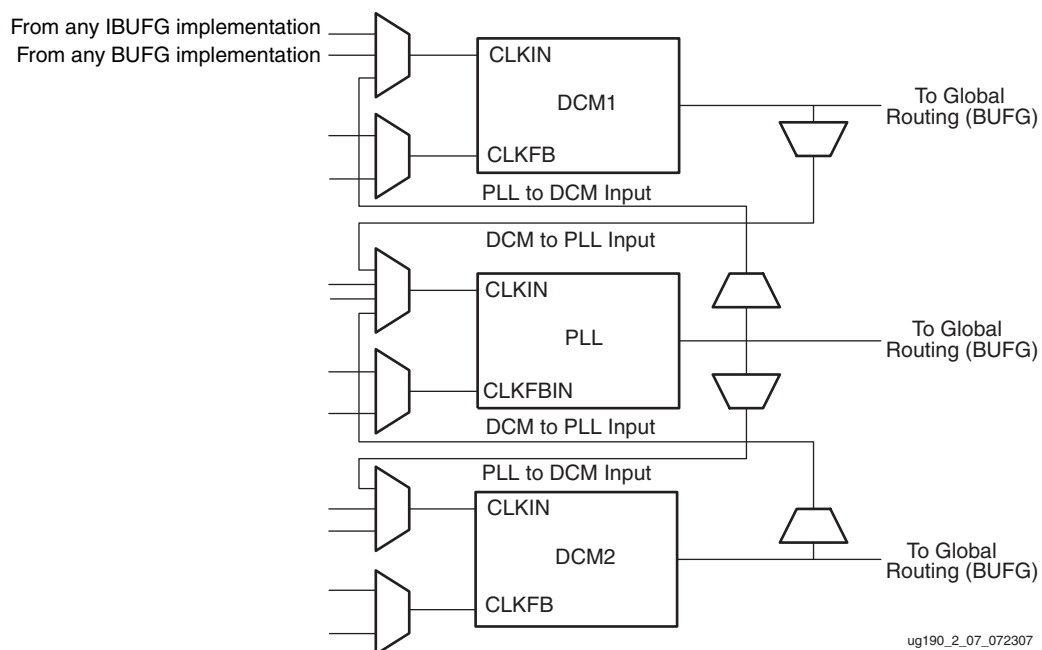 From any IBUFG implementation
From any BUFG implementation
CLKIN
DCM1
CLKFB
To Global
Routing (BUFG)
PLL to DCM Input
DCM to PLL Input
CLKIN
PLL
CLKFBIN
To Global
Routing (BUFG)
DCM to PLL Input
PLL to DCM Input
CLKIN
DCM2
CLKFB
To Global
Routing (BUFG)
ug190_2_07_072307